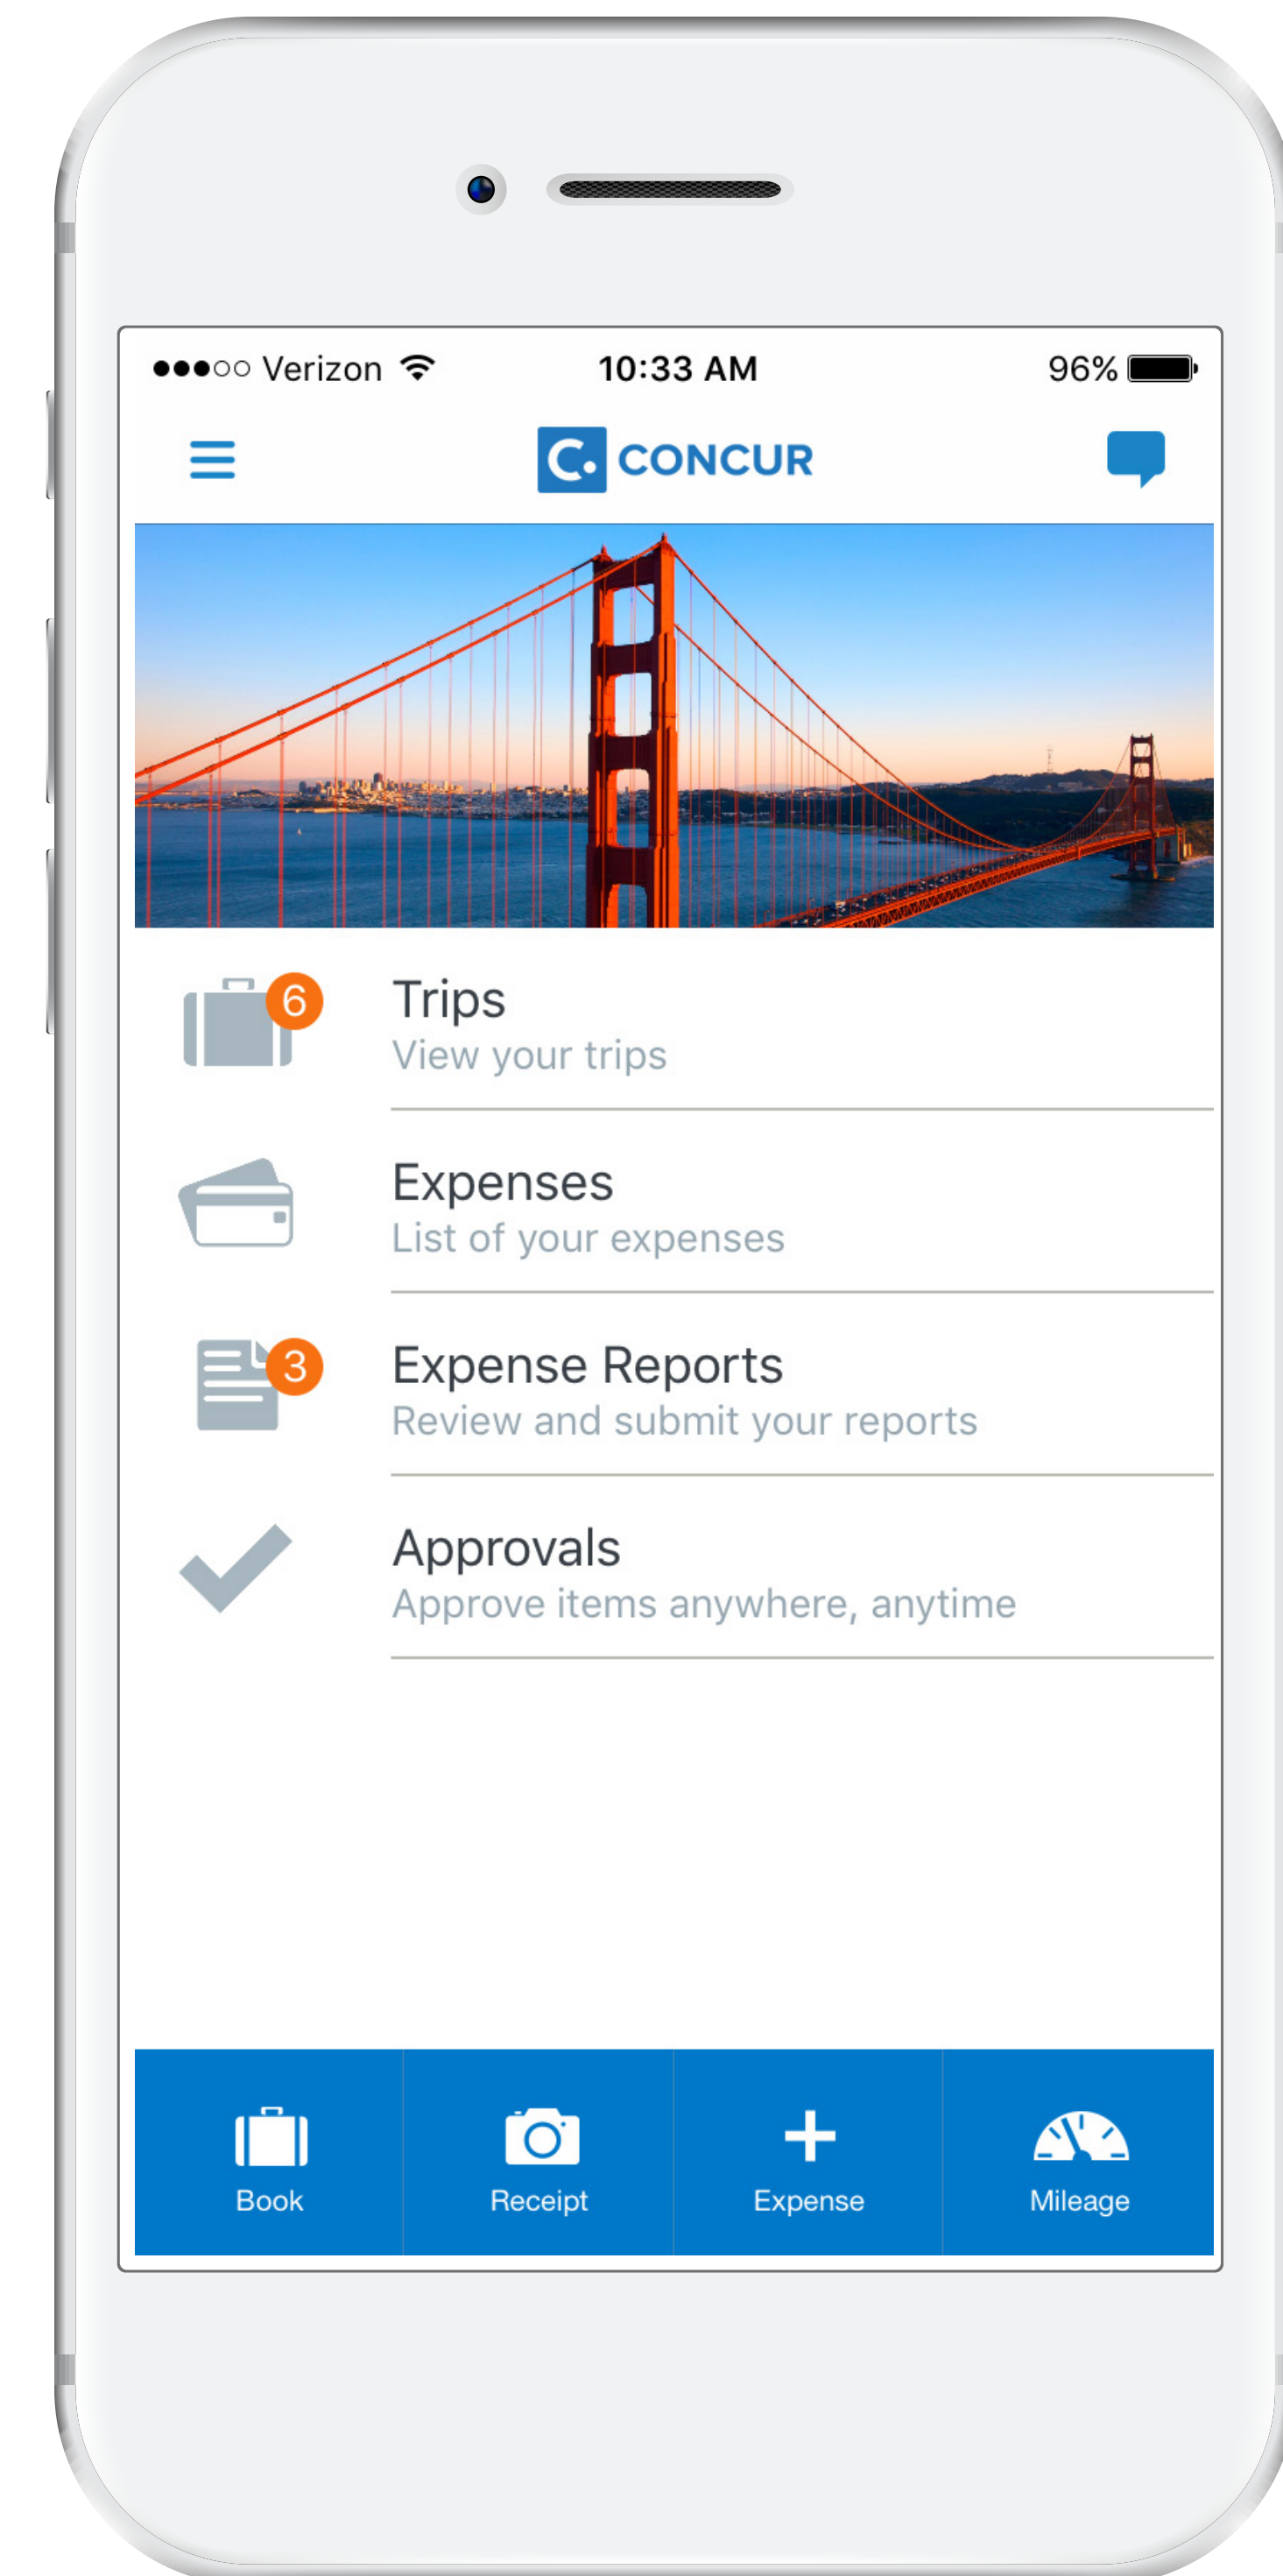 Verizon 10:33 AM 96%
C. CONCUR
6
Trips
View your trips
Expenses
List of your expenses
3
Expense Reports
Review and submit your reports
Approvals
Approve items anywhere, anytime
Book Receipt Expense Mileage